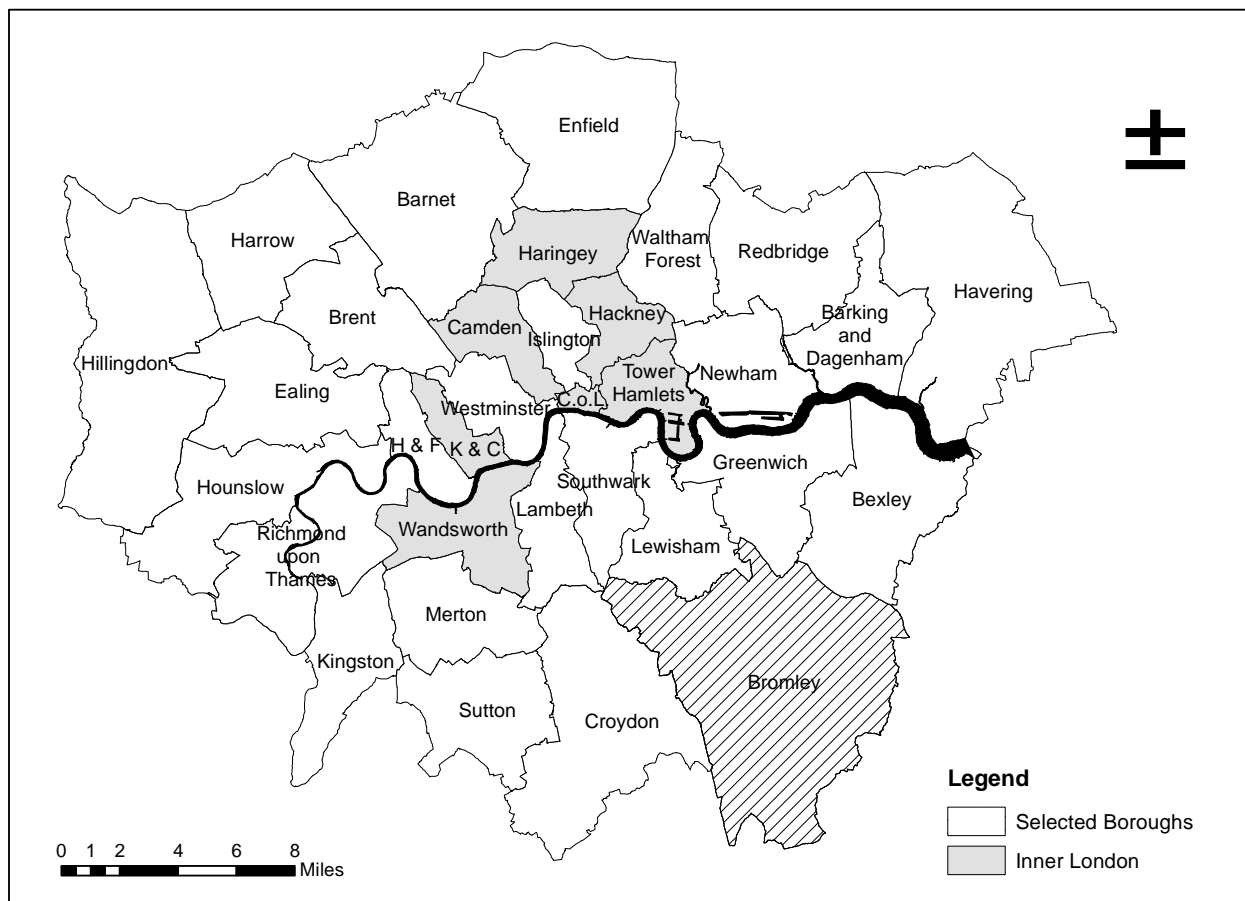 Enfield
Barnet
Harrow
Haringey
Waltham
Forest
Redbridge
Havering
Brent
Camden
Islington
Hackney
Barking
and
Dagenham
Hillingdon
Ealing
Westminster
C.o.L
Tower
Hamlets
Newham
H & F
K & C
Greenwich
Hounslow
Southwark
Lambeth
Bexley
Richmond
upon
Thames
Wandsworth
Lewisham
Merton
Kingston
Bromley
Sutton
Croydon
Legend
Selected Boroughs
Inner London
0 1 2 4 6 8
Miles